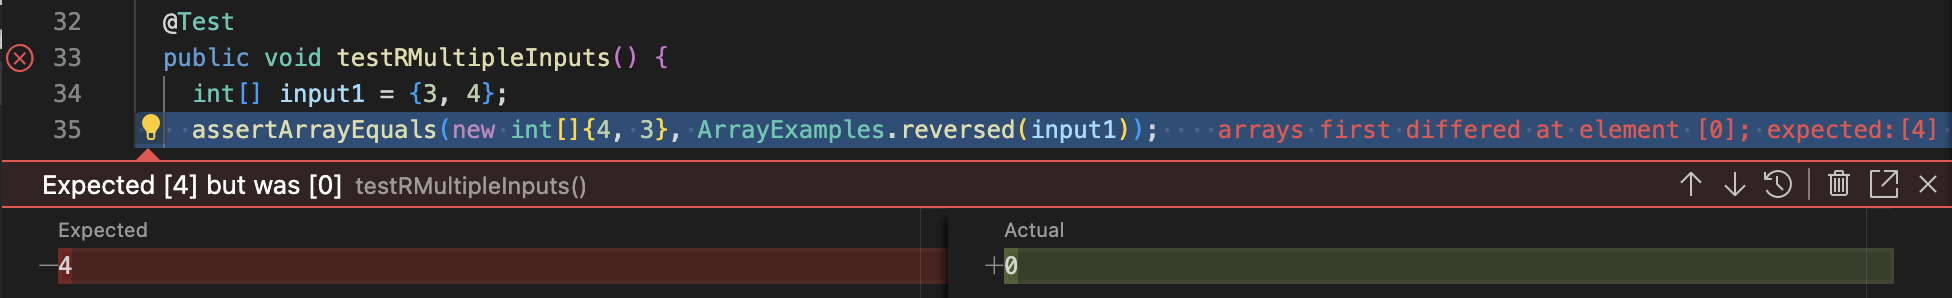 32 @Test
33 public void testRMultipleInputs() {
34 int[] input1 = {3, 4};
35 assertArrayEquals(new int[]{4, 3}, ArrayExamples.reversed(input1)); arrays first differed at element [0]; expected:[4]
Expected [4] but was [0] testRMultipleInputs()
Expected Actual
—4 +0